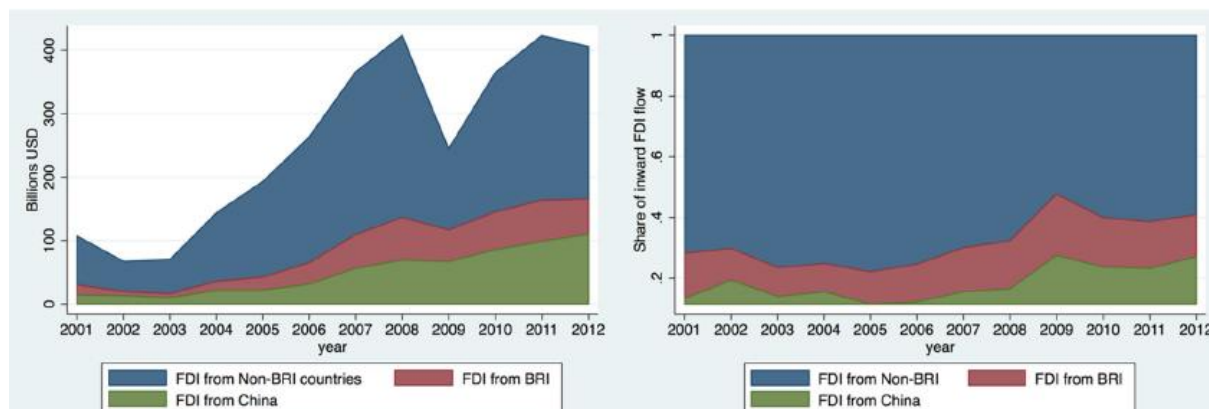 Billions USD
0 100 200 300 400
2001 2002 2003 2004 2005 2006 2007 2008 2009 2010 2011 2012
year
FDI from Non-BRI countries FDI from BRI
FDI from China
Share of inward FDI flow
.2 .4 .6 .8 1
2001 2002 2003 2004 2005 2006 2007 2008 2009 2010 2011 2012
year
FDI from Non-BRI FDI from BRI
FDI from China